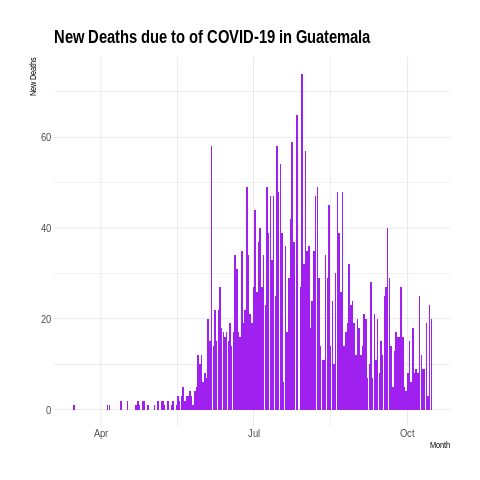 New Deaths due to of COVID-19 in Guatemala
New Deaths
60
40
20
0
Apr
Jul
Oct
Month